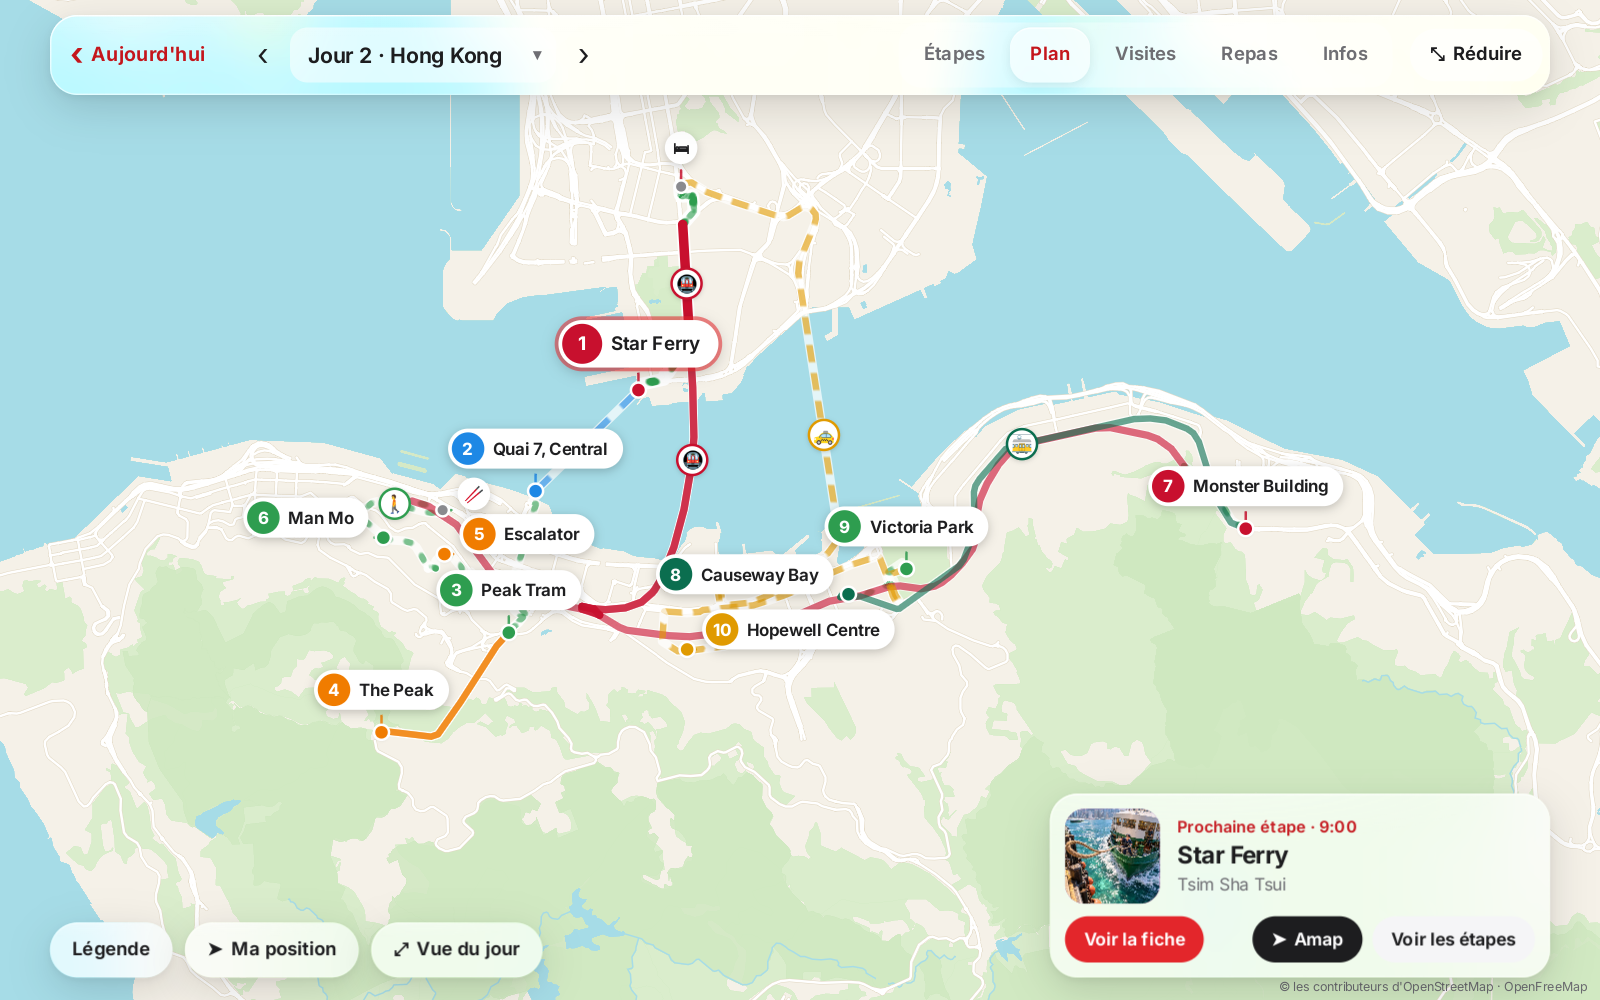 Aujourd'hui
Jour 2 · Hong Kong
Étapes
Plan
Visites
Repas
Infos
Réduire
1 Star Ferry
2 Quai 7, Central
6 Man Mo
5 Escalator
9 Victoria Park
7 Monster Building
3 Peak Tram
8 Causeway Bay
10 Hopewell Centre
4 The Peak
Prochaine étape · 9:00
Star Ferry
Tsim Sha Tsui
Voir la fiche
Amap
Voir les étapes
Légende
Ma position
Vue du jour
© les contributeurs d'OpenStreetMap · OpenFreeMap